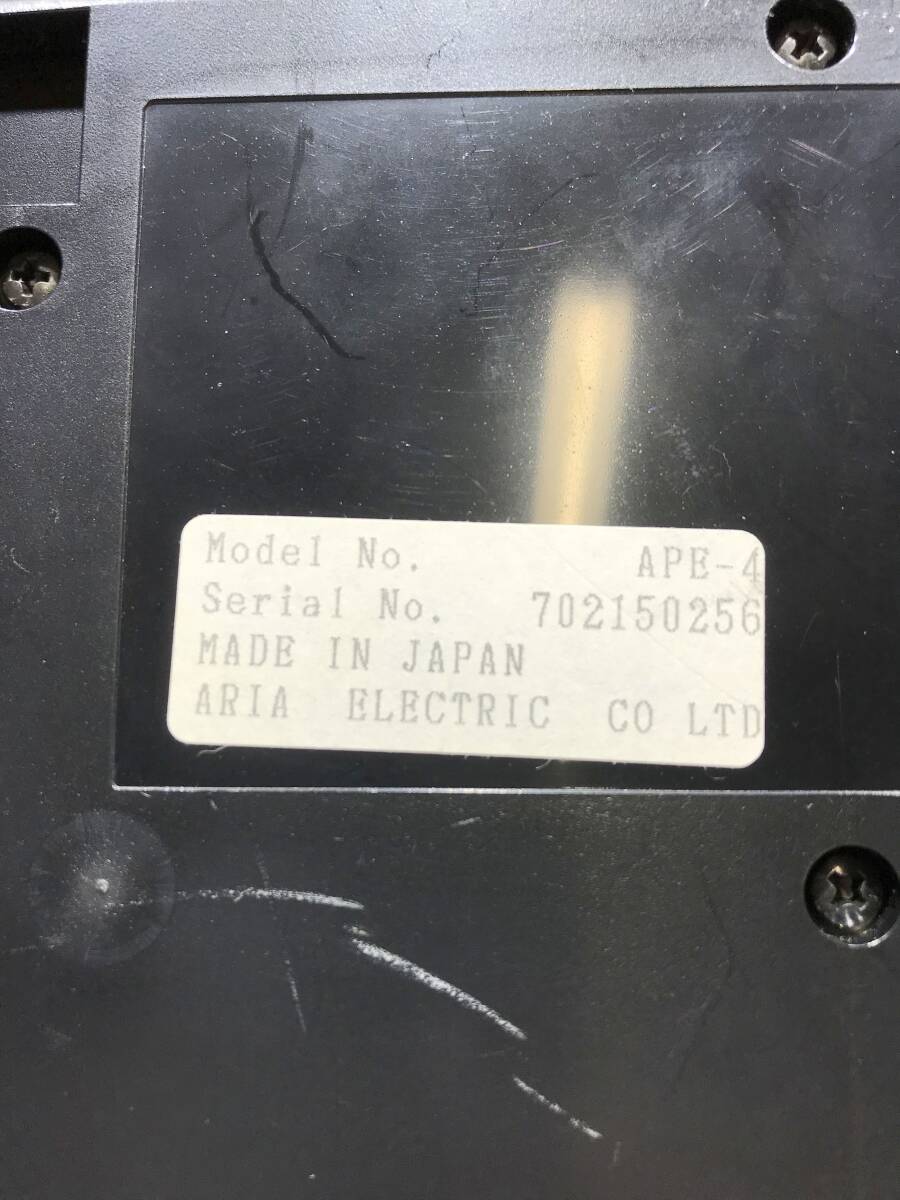 Model No. APE-4
Serial No. 702150256
MADE IN JAPAN
ARIA ELECTRIC CO LTD